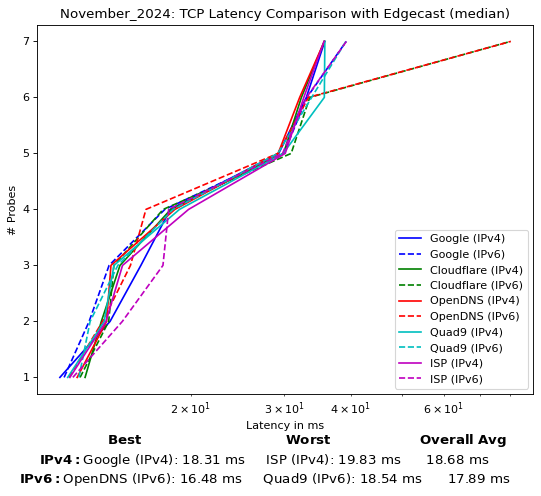 November_2024: TCP Latency Comparison with Edgecast (median)
7
6
5
4
3
2
1
# Probes
Google (IPv4)
Google (IPv6)
Cloudflare (IPv4)
Cloudflare (IPv6)
OpenDNS (IPv4)
OpenDNS (IPv6)
Quad9 (IPv4)
Quad9 (IPv6)
ISP (IPv4)
ISP (IPv6)
2 × 10¹ 3 × 10¹ 4 × 10¹ 6 × 10¹
Latency in ms
Best Worst Overall Avg
IPv4: Google (IPv4): 18.31 ms ISP (IPv4): 19.83 ms 18.68 ms
IPv6: OpenDNS (IPv6): 16.48 ms Quad9 (IPv6): 18.54 ms 17.89 ms